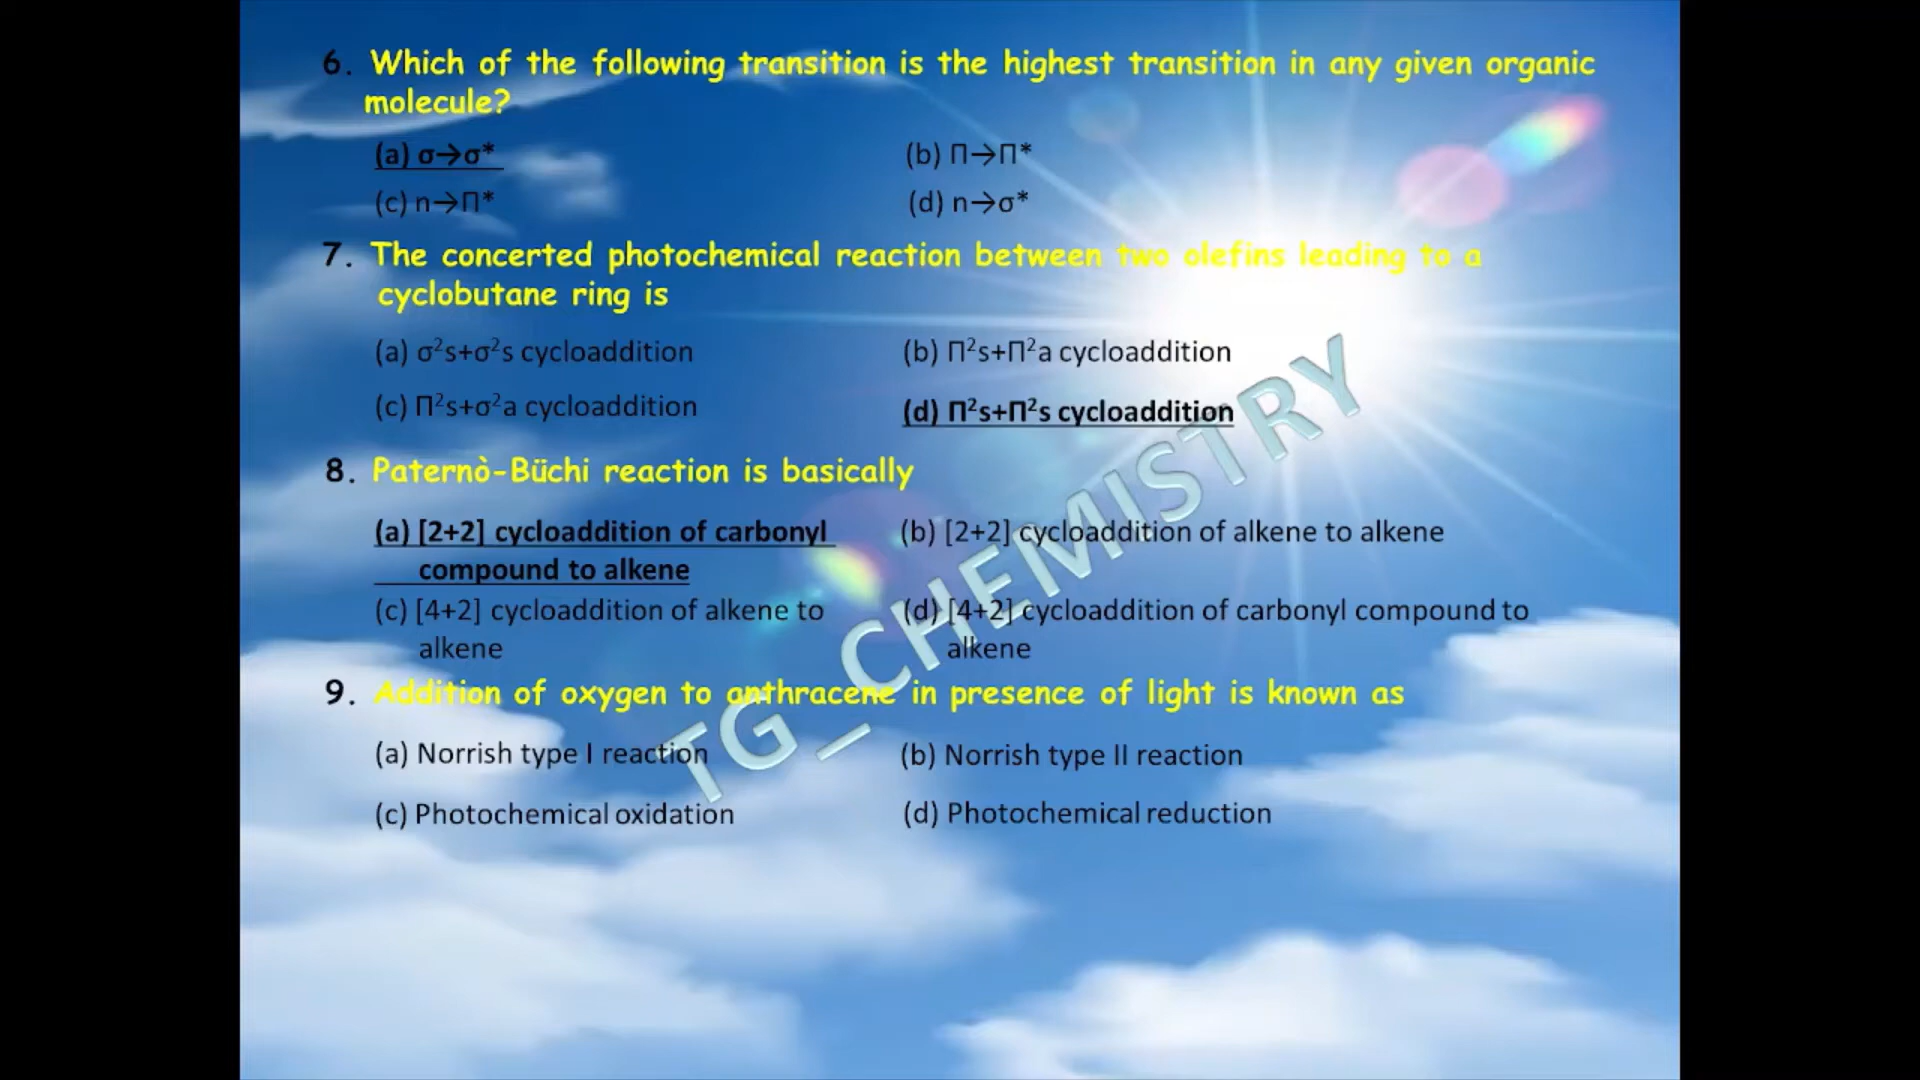 6. Which of the following transition is the highest transition in any given organic
molecule?
(a) σ→σ* (b) Π→Π*
(c) n→Π* (d) n→σ*
7. The concerted photochemical reaction between two olefins leading to a
cyclobutane ring is
(a) σ²s+σ²s cycloaddition (b) Π²s+Π²a cycloaddition
(c) Π²s+σ²a cycloaddition (d) Π²s+Π²s cycloaddition
8. Paternò-Büchi reaction is basically
(a) [2+2] cycloaddition of carbonyl (b) [2+2] cycloaddition of alkene to alkene
compound to alkene
(c) [4+2] cycloaddition of alkene to (d) [4+2] cycloaddition of carbonyl compound to
alkene alkene
9. Addition of oxygen to anthracene in presence of light is known as
(a) Norrish type I reaction (b) Norrish type II reaction
(c) Photochemical oxidation (d) Photochemical reduction
TG_CHEMISTRY